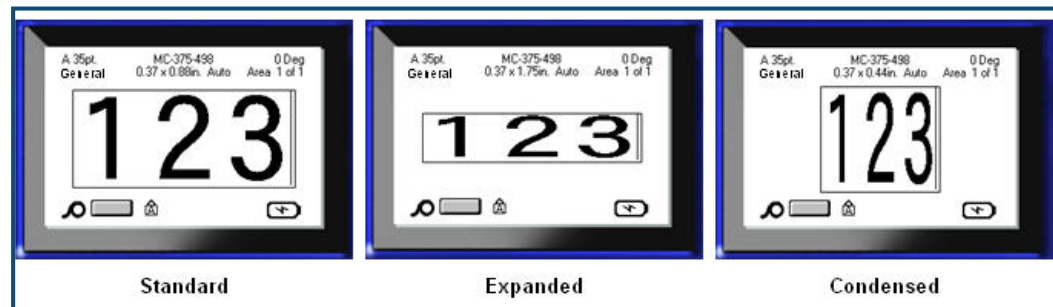 A 35pt. MC-375-498 0 Deg
General 0.37 x 0.88in. Auto Area 1 of 1
123
A
Standard
A 35pt. MC-375-498 0 Deg
General 0.37 x 1.75in. Auto Area 1 of 1
123
A
Expanded
A 35pt. MC-375-498 0 Deg
General 0.37 x 0.44in. Auto Area 1 of 1
123
A
Condensed